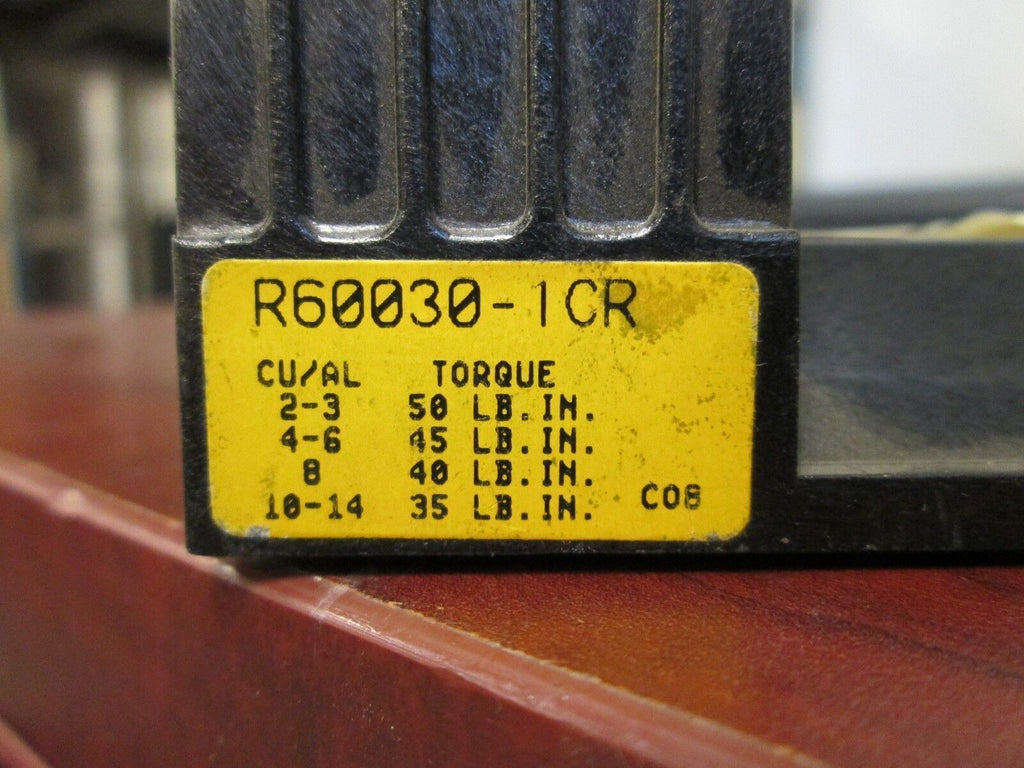 R60030-1CR
CU/AL TORQUE
2-3 50 LB.IN.
4-6 45 LB.IN.
8 40 LB.IN.
10-14 35 LB.IN. C08